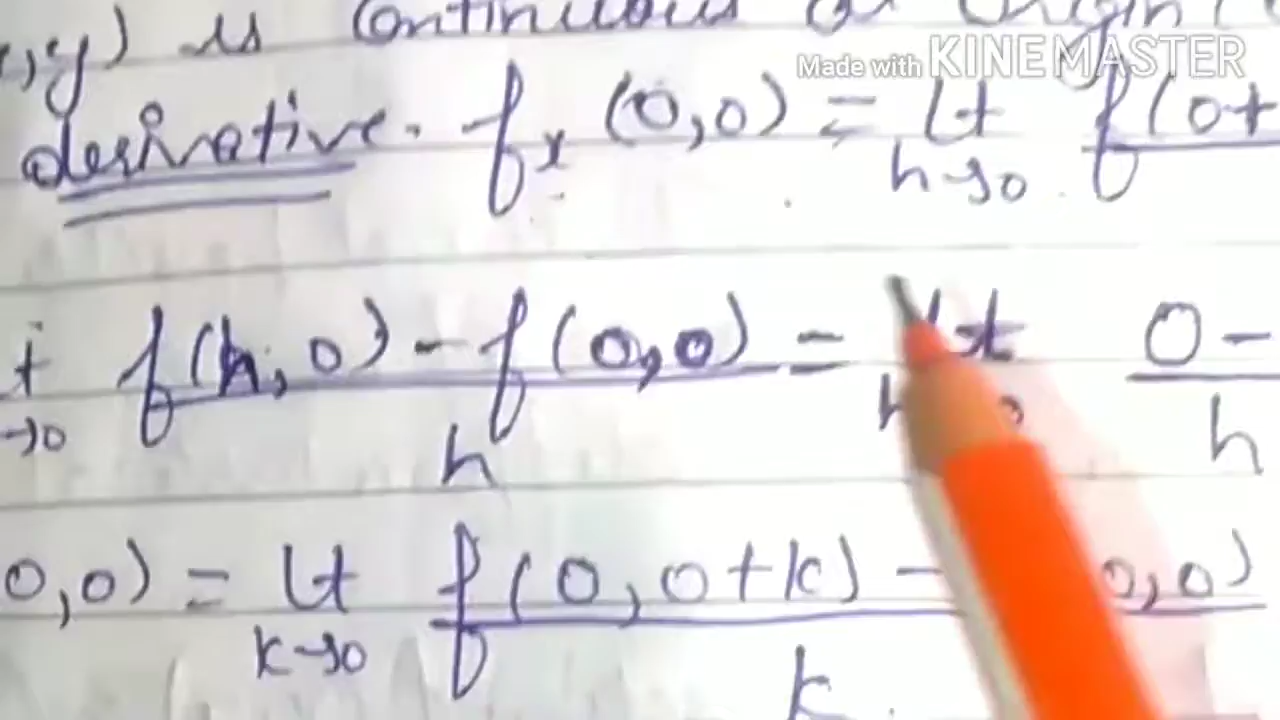 ,y) is Continuous at Origin (
Made with KINEMASTER
derivative. fx (0,0) = Lt f(0+
h→0
t f(h,0) - f(0,0) = Lt 0 -
→0 h h→0 h
0,0) = Lt f(0,0+k) - 0,0)
k→0 k